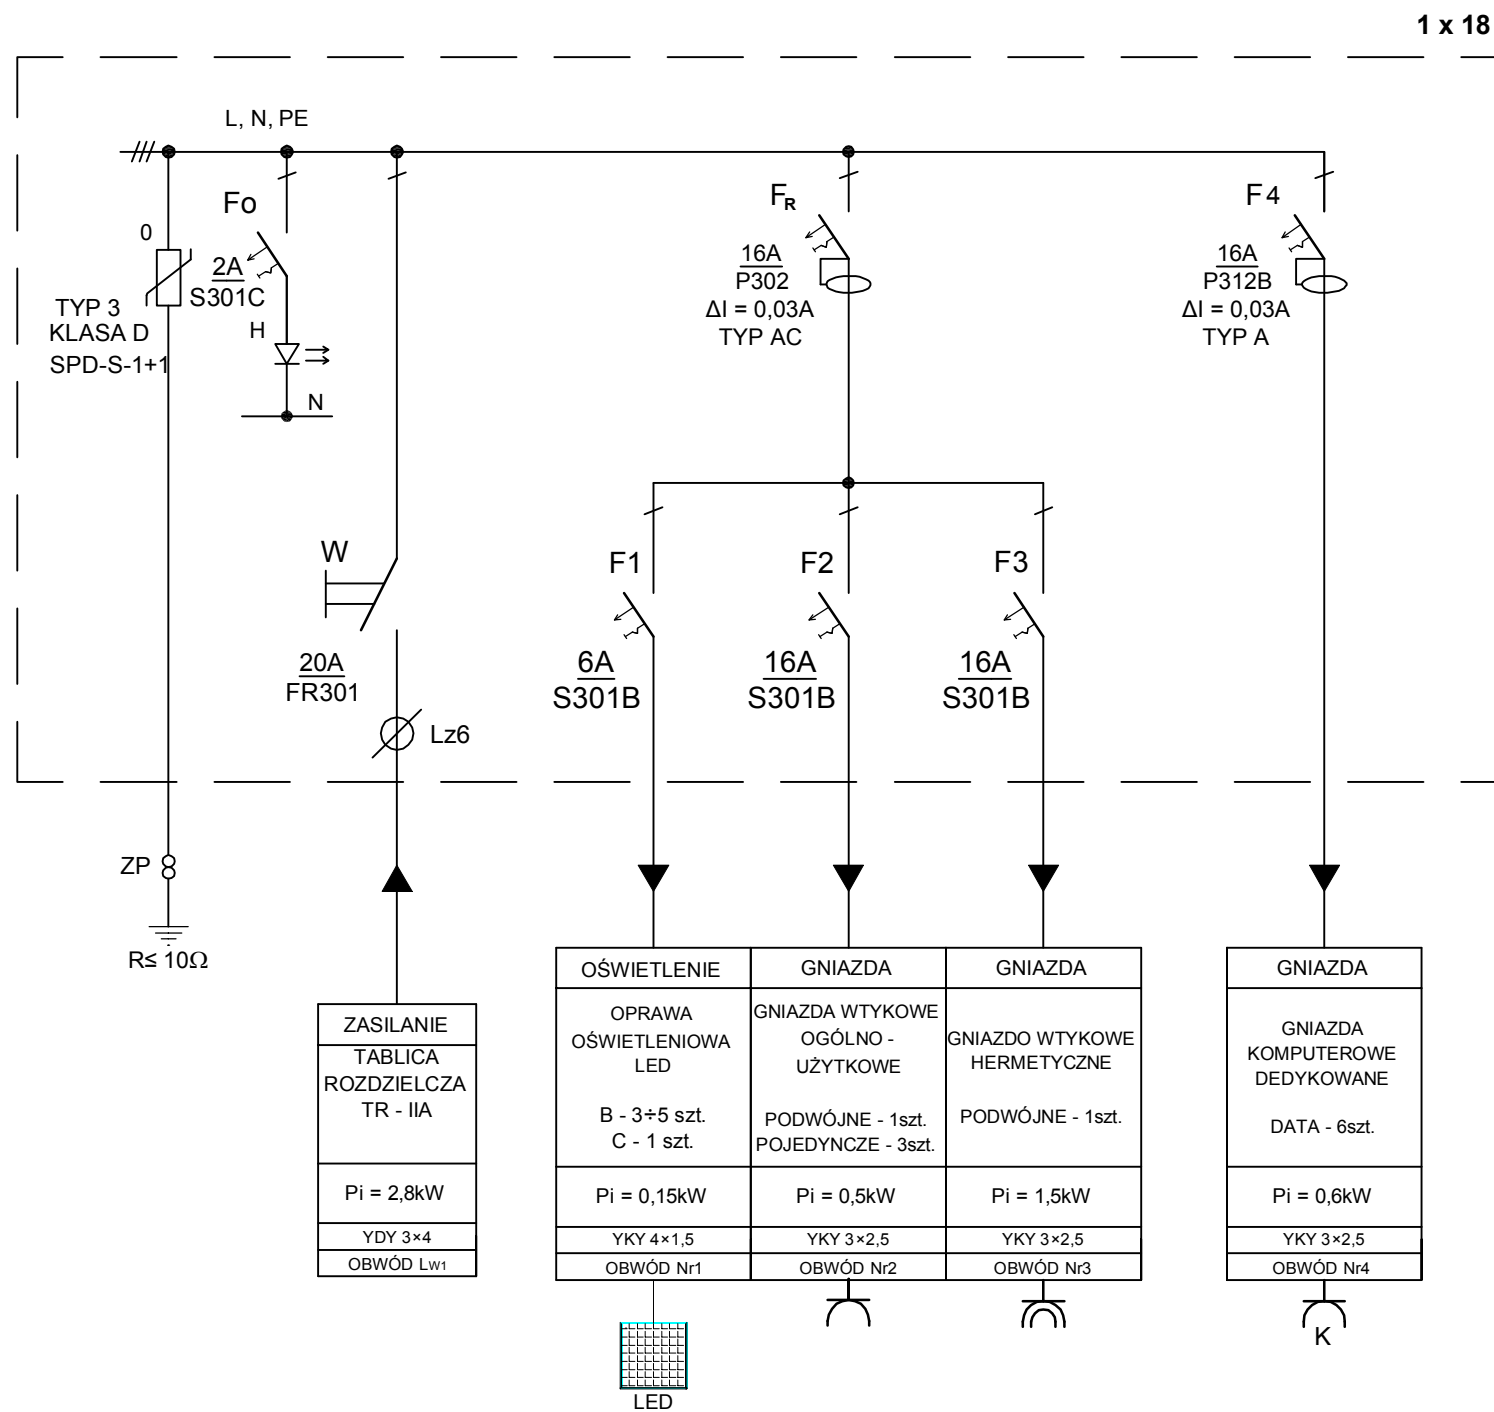 1 x 18
L, N, PE
Fo
FR
F4
0
2A
S301C
16A
P302
ΔI = 0,03A
TYP AC
16A
P312B
ΔI = 0,03A
TYP A
TYP 3
KLASA D
SPD-S-1+1
H
N
W
F1
F2
F3
20A
FR301
6A
S301B
16A
S301B
16A
S301B
Lz6
ZP
R≤ 10Ω
ZASILANIE
TABLICA
ROZDZIELCZA
TR - IIA
Pi = 2,8kW
YDY 3×4
OBWÓD LW1
OŚWIETLENIE
OPRAWA
OŚWIETLENIOWA
LED
B - 3÷5 szt.
C - 1 szt.
Pi = 0,15kW
YKY 4×1,5
OBWÓD Nr1
LED
GNIAZDA
GNIAZDA WTYKOWE
OGÓLNO -
UŻYTKOWE
PODWÓJNE - 1szt.
POJEDYNCZE - 3szt.
Pi = 0,5kW
YKY 3×2,5
OBWÓD Nr2
GNIAZDA
GNIAZDO WTYKOWE
HERMETYCZNE
PODWÓJNE - 1szt.
Pi = 1,5kW
YKY 3×2,5
OBWÓD Nr3
GNIAZDA
GNIAZDA
KOMPUTEROWE
DEDYKOWANE
DATA - 6szt.
Pi = 0,6kW
YKY 3×2,5
OBWÓD Nr4
K